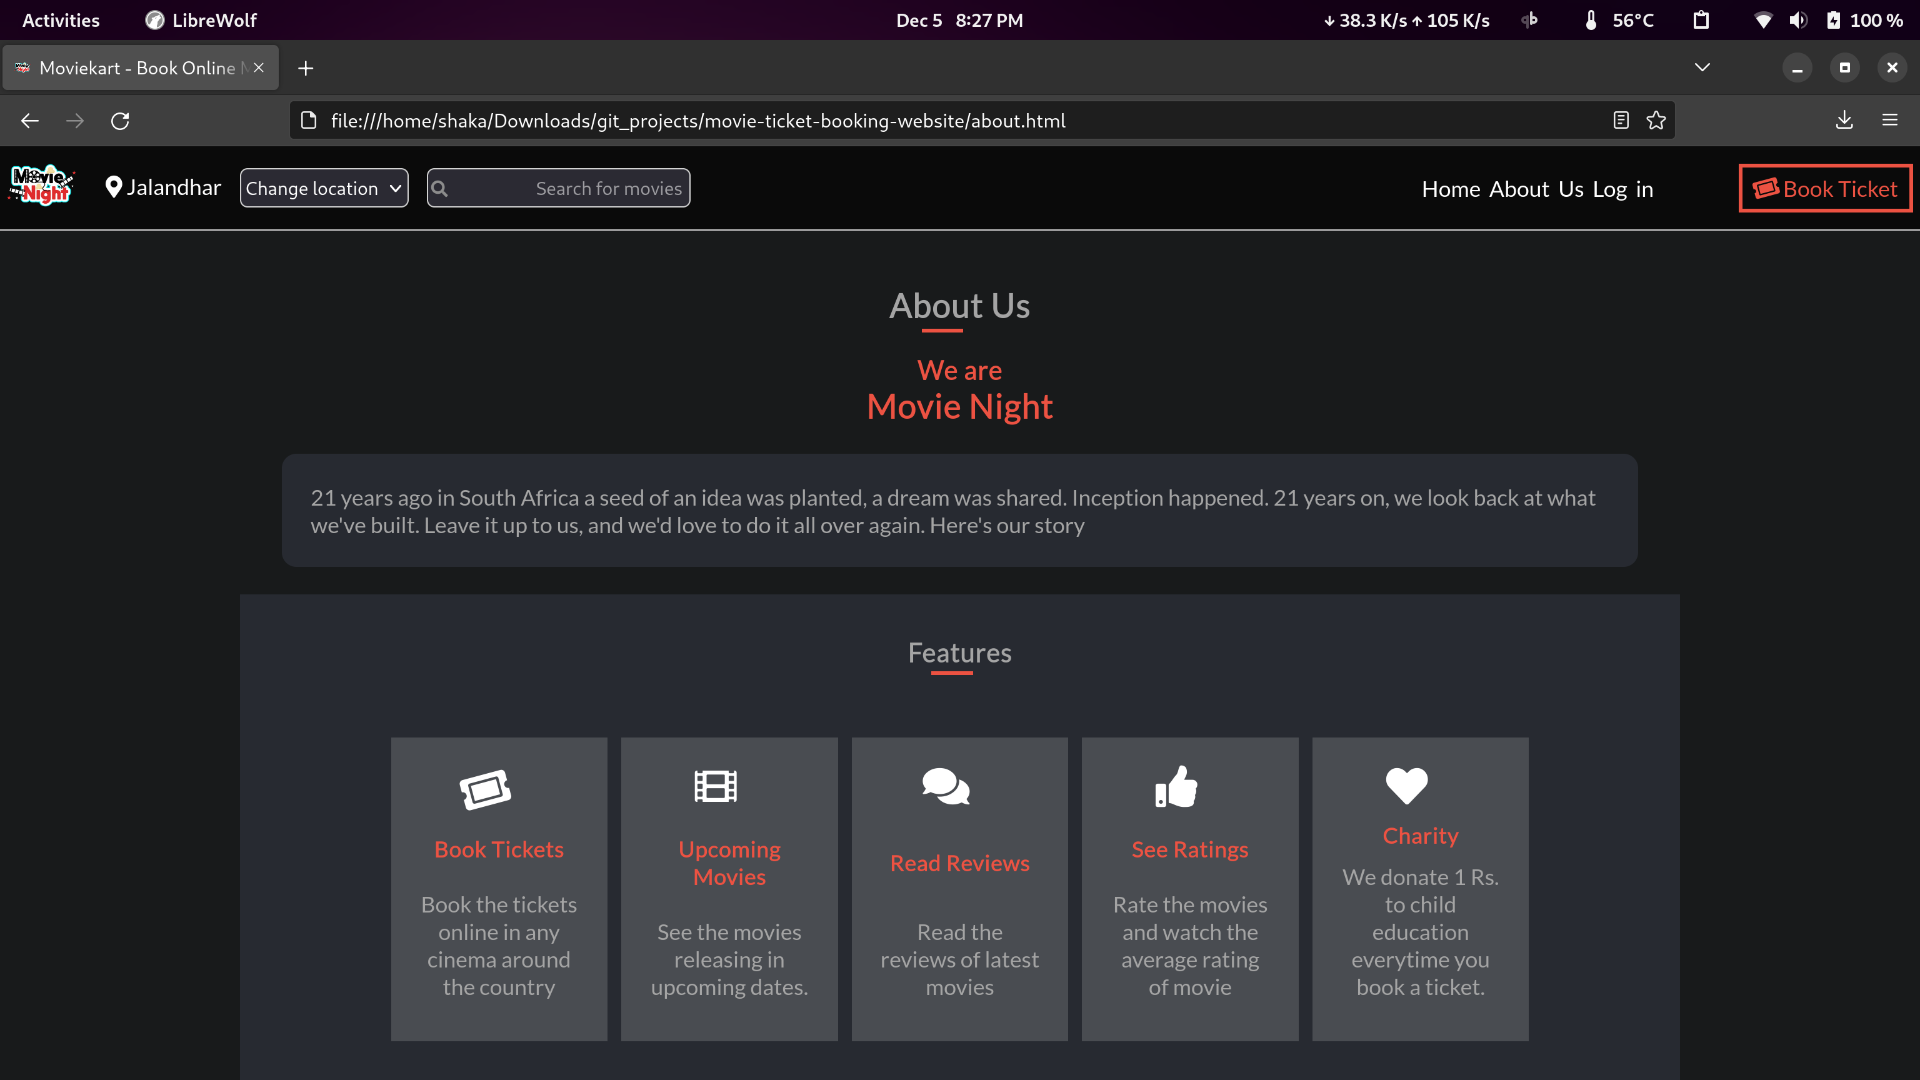 Activities LibreWolf Dec 5 8:27 PM ↓ 38.3 K/s ↑ 105 K/s 56°C 100 %
Moviekart - Book Online
file:///home/shaka/Downloads/git_projects/movie-ticket-booking-website/about.html
Movie Night Jalandhar Change location Search for movies Home About Us Log in Book Ticket
About Us
We are
Movie Night
21 years ago in South Africa a seed of an idea was planted, a dream was shared. Inception happened. 21 years on, we look back at what
we've built. Leave it up to us, and we'd love to do it all over again. Here's our story
Features
Book Tickets
Book the tickets
online in any
cinema around
the country
Upcoming
Movies
See the movies
releasing in
upcoming dates.
Read Reviews
Read the
reviews of latest
movies
See Ratings
Rate the movies
and watch the
average rating
of movie
Charity
We donate 1 Rs.
to child
education
everytime you
book a ticket.